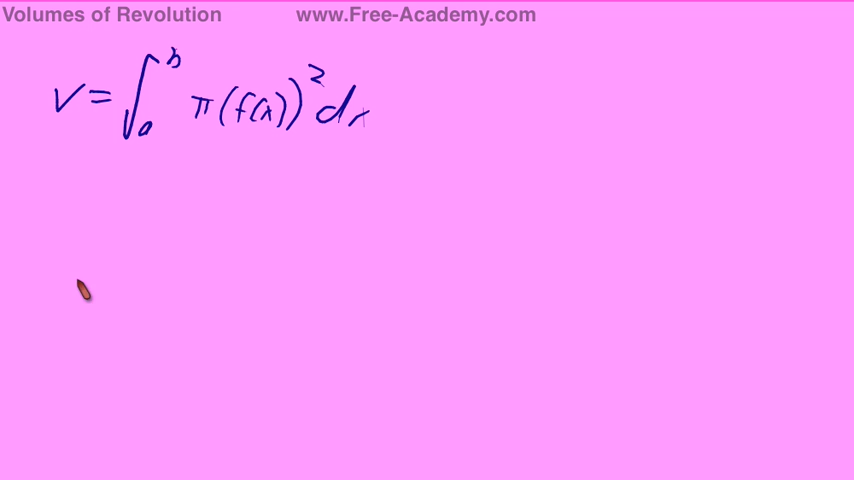 Volumes of Revolution www.Free-Academy.com
V = ∫ₐᵇ π(f(x))² dx